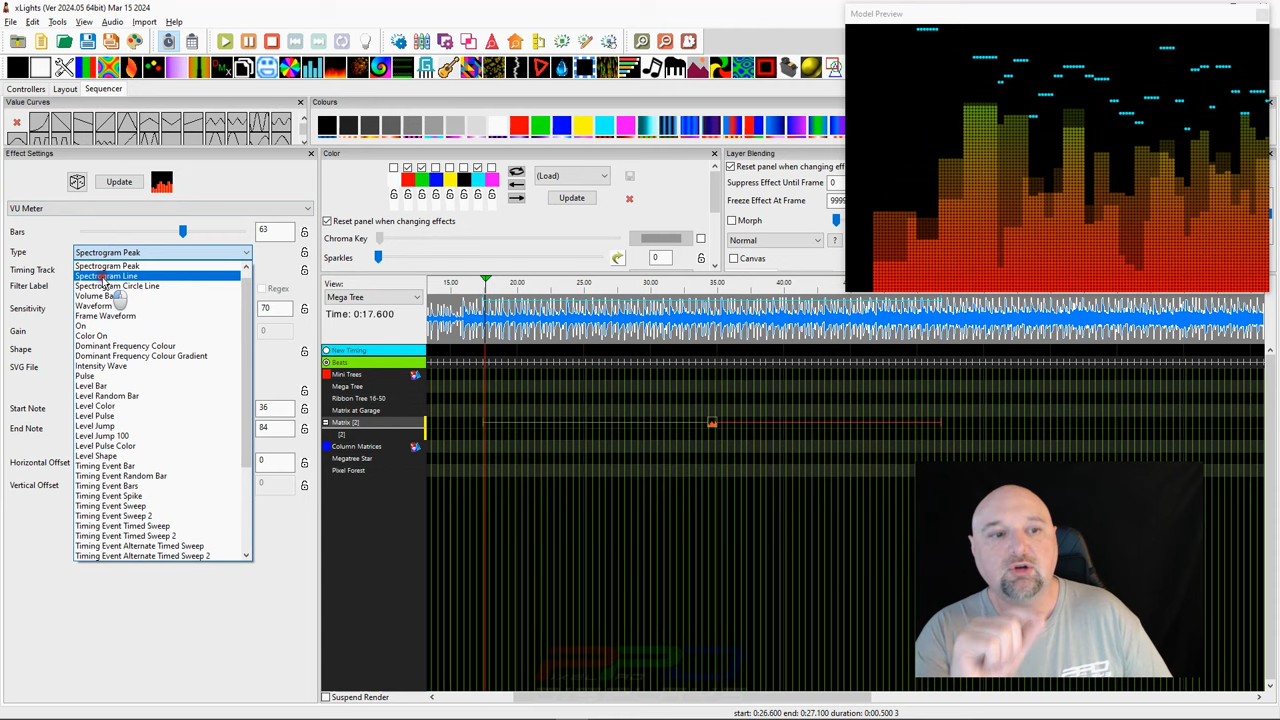 xLights (Ver 2024.05 64bit) Mar 15 2024
File Edit Tools View Audio Import Help
Model Preview
Controllers Layout Sequencer
Value Curves
Colours
Effect Settings
Color
Layer Blending
Update
(Load)
Update
Reset panel when changing effe
Suppress Effect Until Frame 0
Freeze Effect At Frame 9999
VU Meter
Reset panel when changing effects
Morph
Bars 63
Chroma Key
Normal ?
Type Spectrogram Peak
Sparkles 0
Canvas
Timing Track
Filter Label
Regex
Sensitivity 70
Gain 0
Shape
SVG File
Start Note 36
End Note 84
Horizontal Offset 0
Vertical Offset 0
Spectrogram Peak
Spectrogram Line
Spectrogram Circle Line
Volume Ba
Waveform
Frame Waveform
On
Color On
Dominant Frequency Colour
Dominant Frequency Colour Gradient
Intensity Wave
Pulse
Level Bar
Level Random Bar
Level Color
Level Pulse
Level Jump
Level Jump 100
Level Pulse Color
Level Shape
Timing Event Bar
Timing Event Random Bar
Timing Event Bars
Timing Event Spike
Timing Event Sweep
Timing Event Sweep 2
Timing Event Timed Sweep
Timing Event Timed Sweep 2
Timing Event Alternate Timed Sweep
Timing Event Alternate Timed Sweep 2
View:
Mega Tree
Time: 0:17.600
15.00 20.00 25.00 30.00 35.00 40.00
New Timing
Beats
Mini Trees
Mega Tree
Ribbon Tree 16-50
Matrix at Garage
Matrix [2]
[2]
Column Matrices
Megatree Star
Pixel Forest
Suspend Render
start: 0:26.600 end: 0:27.100 duration: 0:00.500 3